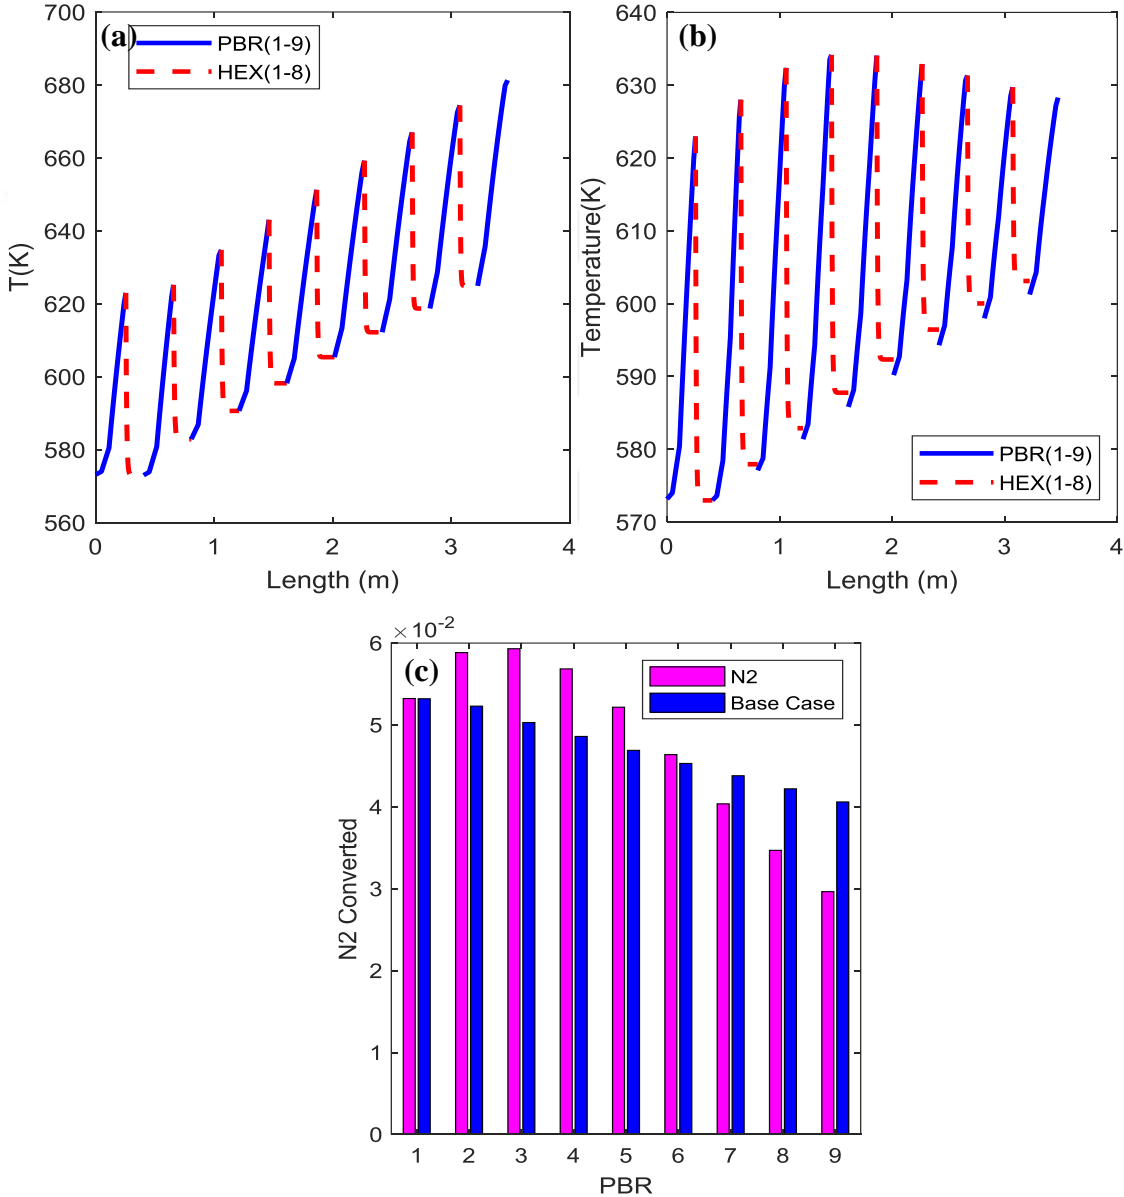 (a)
PBR(1-9)
HEX(1-8)
700
680
660
640
620
600
580
560
T(K)
0 1 2 3 4
Length (m)
(b)
640
630
620
610
600
590
580
570
Temperature(K)
PBR(1-9)
HEX(1-8)
0 1 2 3 4
Length (m)
×10-2
(c)
N2
Base Case
6
5
4
3
2
1
0
N2 Converted
1 2 3 4 5 6 7 8 9
PBR